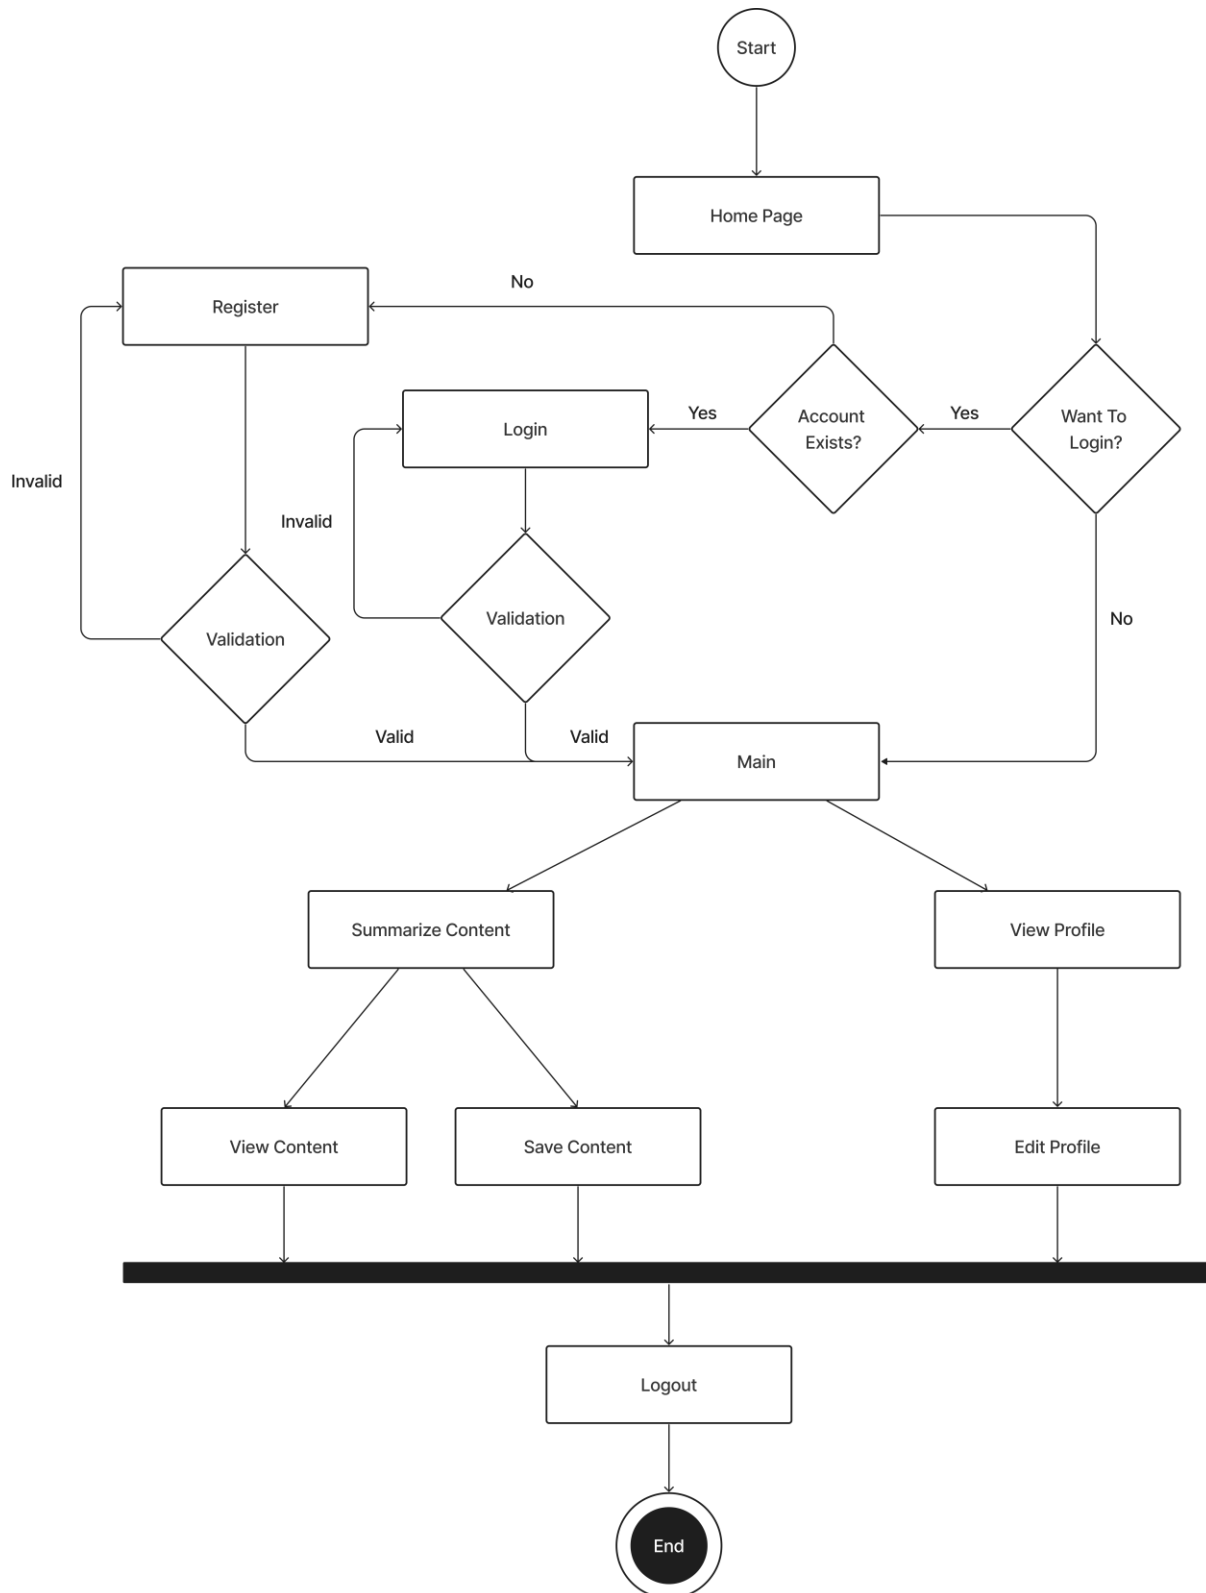 Start
Home Page
No
Register
Account
Exists?
Yes
Want To
Login?
Yes
Login
Invalid
Invalid
Validation
Validation
No
Valid
Valid
Main
Summarize Content
View Profile
View Content
Save Content
Edit Profile
Logout
End